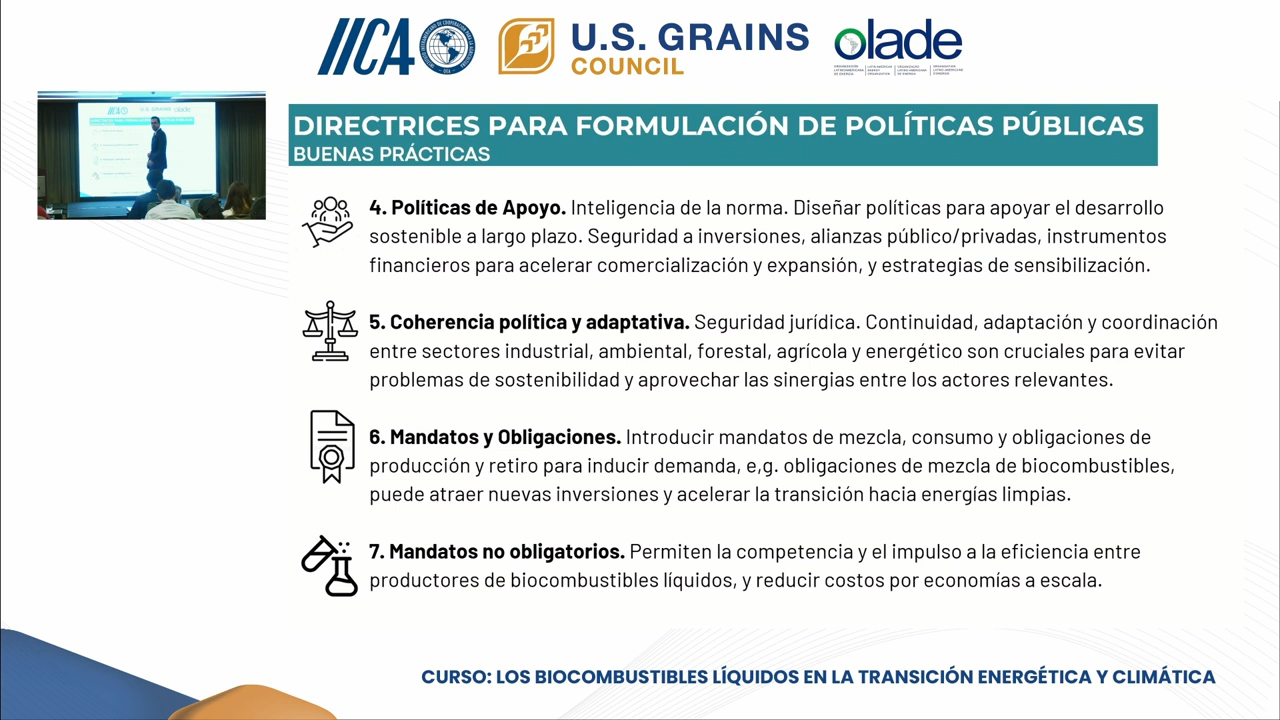 IICA
U.S. GRAINS
COUNCIL
olade
DIRECTRICES PARA FORMULACIÓN DE POLÍTICAS PÚBLICAS
BUENAS PRÁCTICAS
4. Políticas de Apoyo. Inteligencia de la norma. Diseñar políticas para apoyar el desarrollo
sostenible a largo plazo. Seguridad a inversiones, alianzas público/privadas, instrumentos
financieros para acelerar comercialización y expansión, y estrategias de sensibilización.
5. Coherencia política y adaptativa. Seguridad jurídica. Continuidad, adaptación y coordinación
entre sectores industrial, ambiental, forestal, agrícola y energético son cruciales para evitar
problemas de sostenibilidad y aprovechar las sinergias entre los actores relevantes.
6. Mandatos y Obligaciones. Introducir mandatos de mezcla, consumo y obligaciones de
producción y retiro para inducir demanda, e,g. obligaciones de mezcla de biocombustibles,
puede atraer nuevas inversiones y acelerar la transición hacia energías limpias.
7. Mandatos no obligatorios. Permiten la competencia y el impulso a la eficiencia entre
productores de biocombustibles líquidos, y reducir costos por economías a escala.
CURSO: LOS BIOCOMBUSTIBLES LÍQUIDOS EN LA TRANSICIÓN ENERGÉTICA Y CLIMÁTICA